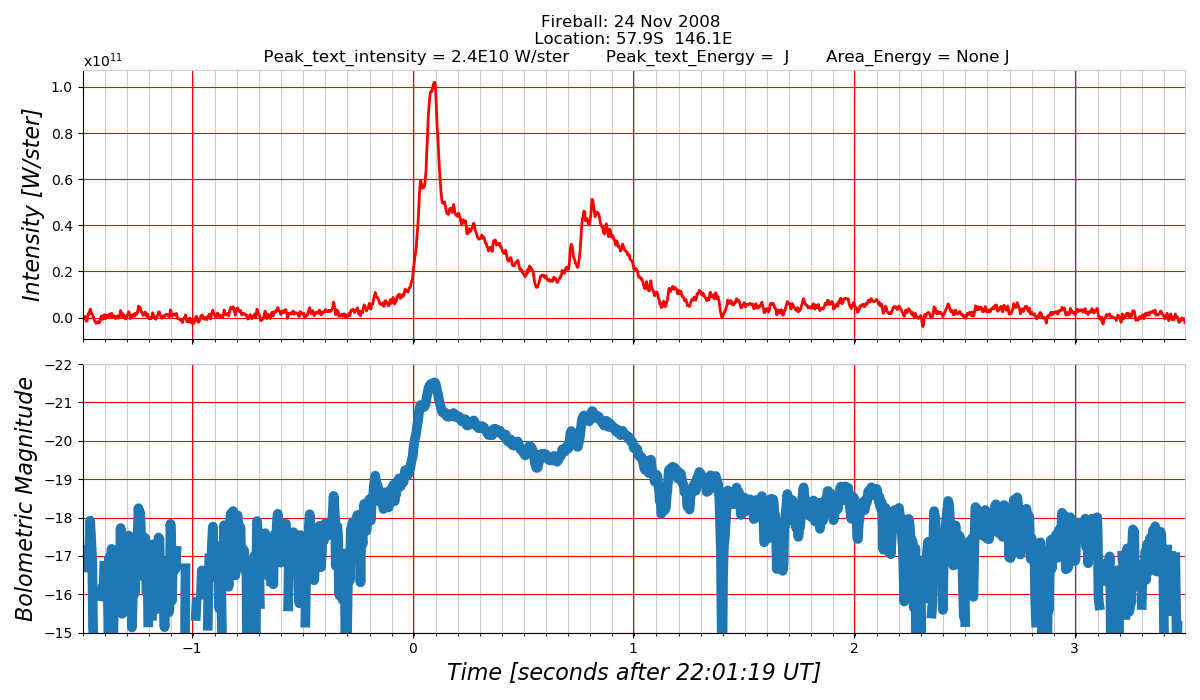 Fireball: 24 Nov 2008
Location: 57.9S 146.1E
Peak_text_intensity = 2.4E10 W/ster Peak_text_Energy = J Area_Energy = None J
x10¹¹
1.0
0.8
0.6
0.4
0.2
0.0
Intensity [W/ster]
−22
−21
−20
−19
−18
−17
−16
−15
Bolometric Magnitude
−1 0 1 2 3
Time [seconds after 22:01:19 UT]